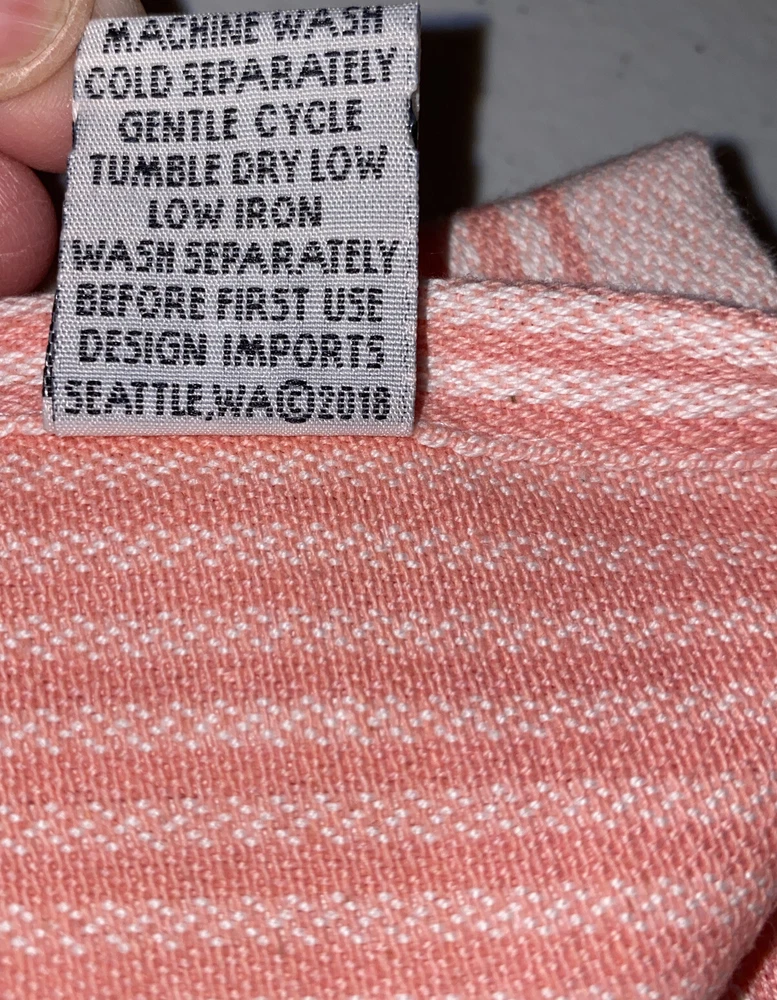 MACHINE WASH
COLD SEPARATELY
GENTLE CYCLE
TUMBLE DRY LOW
LOW IRON
WASH SEPARATELY
BEFORE FIRST USE
DESIGN IMPORTS
SEATTLE,WA©2016